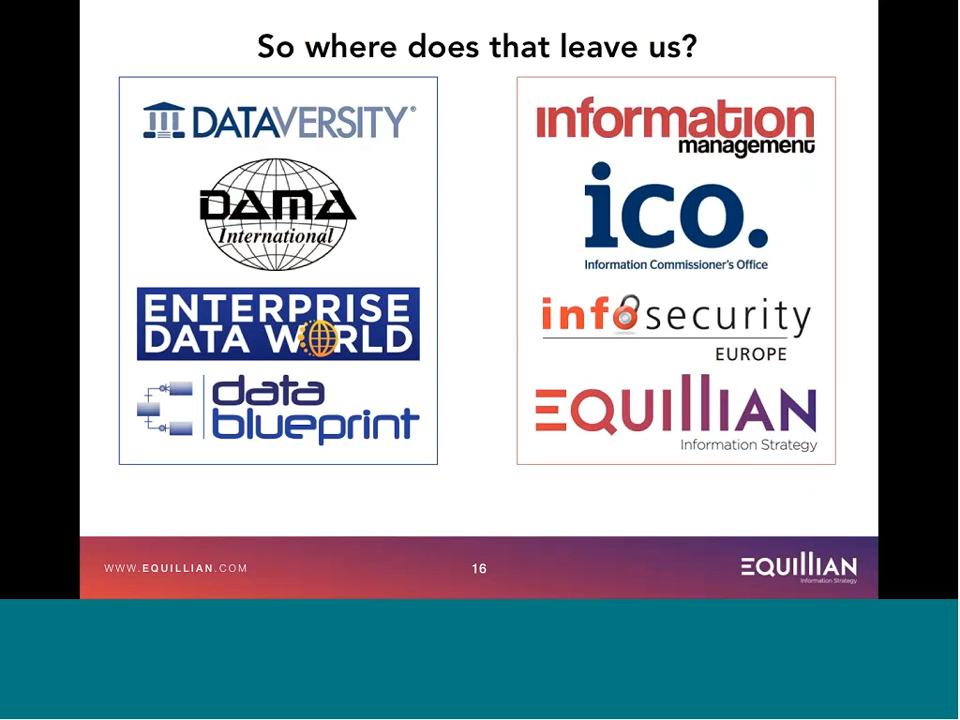 So where does that leave us?
DATAVERSITY®
DAMA
International
ENTERPRISE
DATA WORLD
data
blueprint
information
management
ico.
Information Commissioner's Office
infosecurity
EUROPE
EQUILLIAN
Information Strategy
WWW.EQUILLIAN.COM
16
EQUILLIAN
Information Strategy